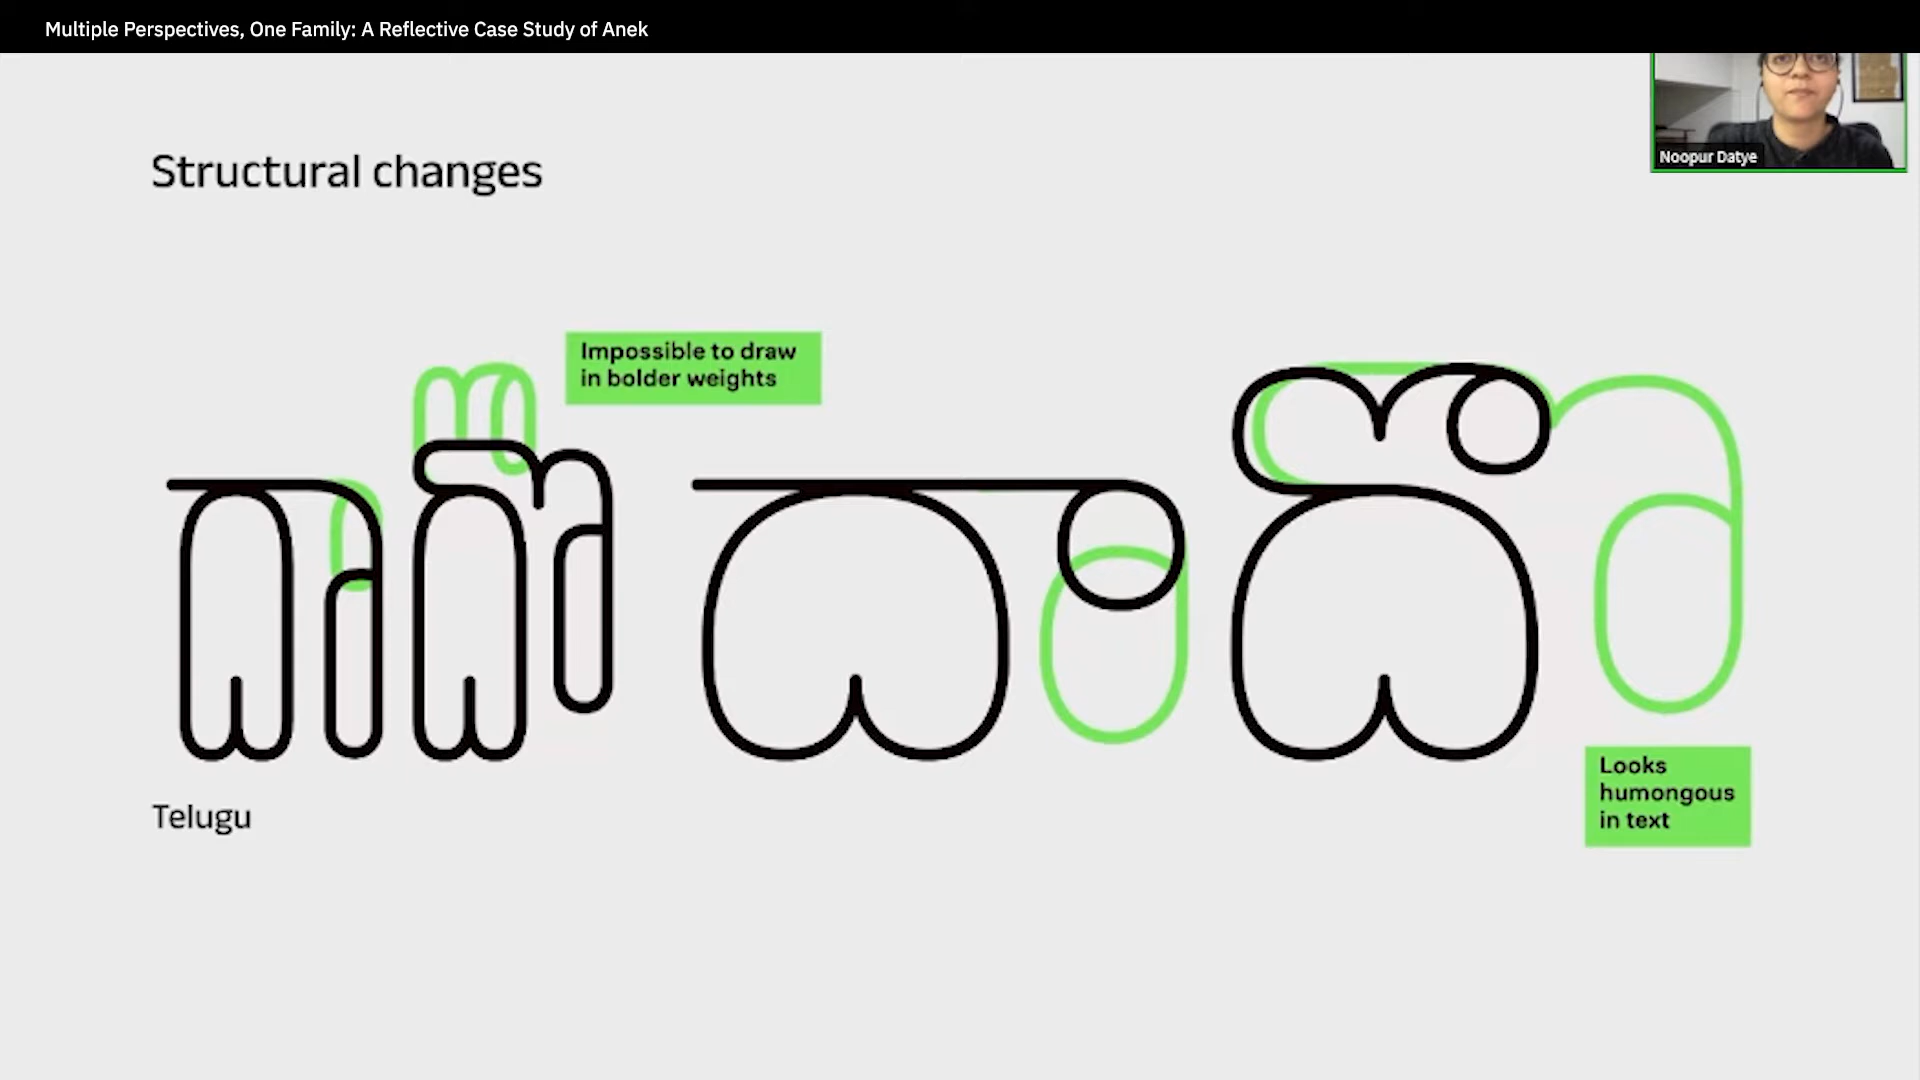 Multiple Perspectives, One Family: A Reflective Case Study of Anek
Noopur Datye
Structural changes
Impossible to draw
in bolder weights
దాదొ దాదొ
Looks
humongous
in text
Telugu